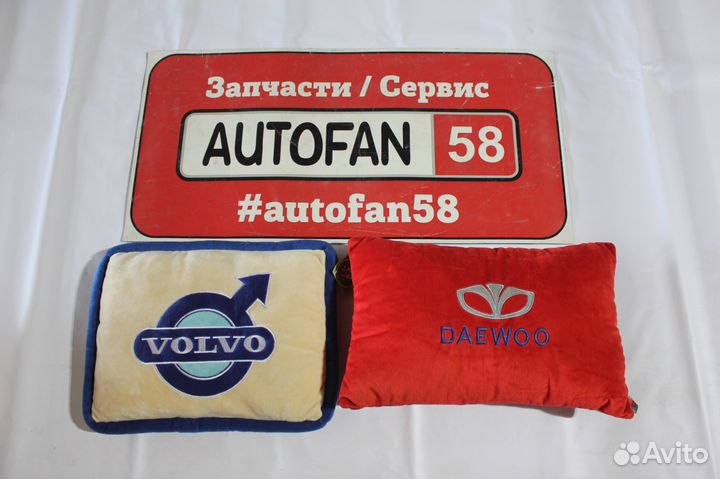 Запчасти / Сервис
AUTOFAN 58
#autofan58
VOLVO
DAEWOO
Avito